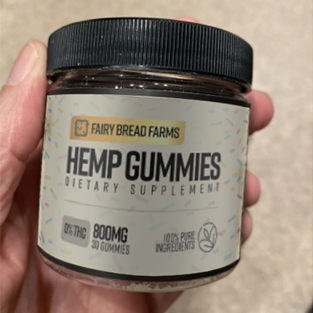 FAIRY BREAD FARMS
HEMP GUMMIES
DIETARY SUPPLEMENT
0% THC
800MG
30 GUMMIES
100% PURE
INGREDIENTS